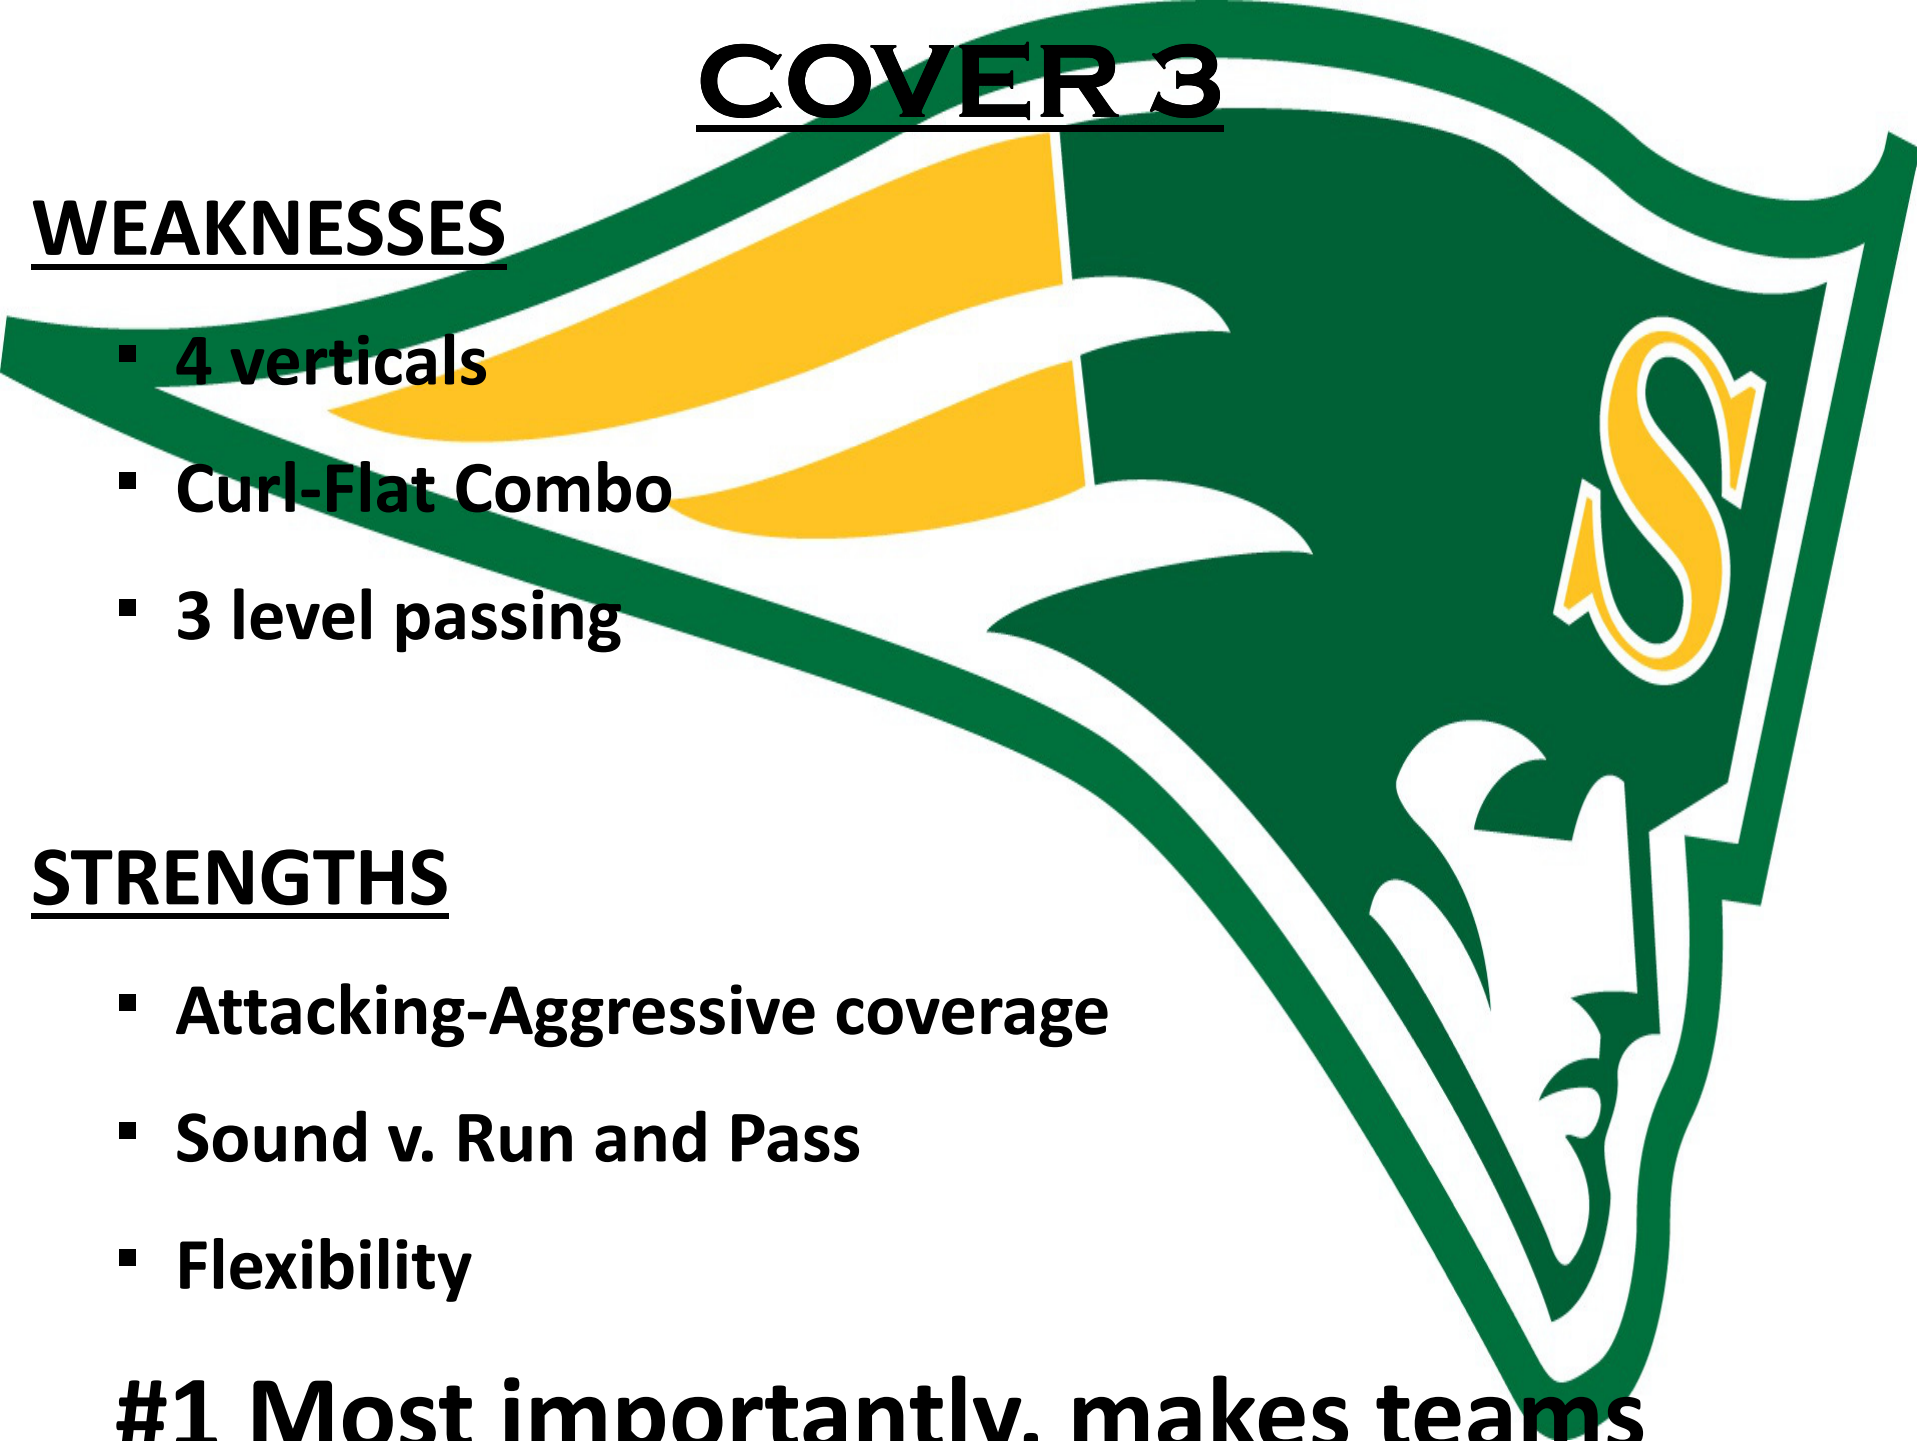 COVER 3
WEAKNESSES
▪ 4 verticals
▪ Curl-Flat Combo
▪ 3 level passing
S
STRENGTHS
▪ Attacking-Aggressive coverage
▪ Sound v. Run and Pass
▪ Flexibility
#1 Most importantly, makes teams